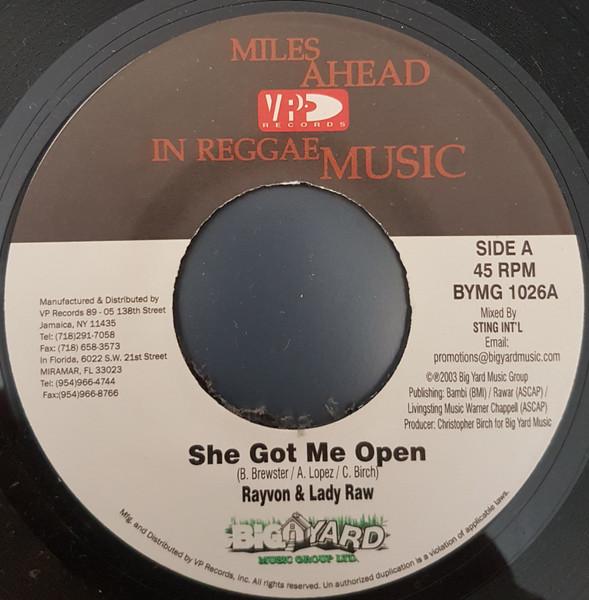 MILES
AHEAD
VP
RECORDS
IN REGGAE MUSIC
SIDE A
45 RPM
BYMG 1026A
Mixed By
STING INT'L
Email:
promotions@bigyardmusic.com
©℗2003 Big Yard Music Group
Publishing: Bambi (BMI) / Rawar (ASCAP) /
Livingsting Music Warner Chappell (ASCAP)
Producer: Christopher Birch for Big Yard Music
Manufactured & Distributed by
VP Records 89 - 05 138th Street
Jamaica, NY 11435
Tel: (718)291-7058
Fax: (718) 658-3573
In Florida, 6022 S.W. 21st Street
MIRAMAR, FL 33023
Tel:(954)966-4744
Fax:(954)966-8766
She Got Me Open
(B. Brewster / A. Lopez / C. Birch)
Rayvon & Lady Raw
BIG YARD
MUSIC GROUP LTD.
Mfg. and Distributed by VP Records, Inc. All rights reserved. Un authorized duplication is a violation of applicable laws.